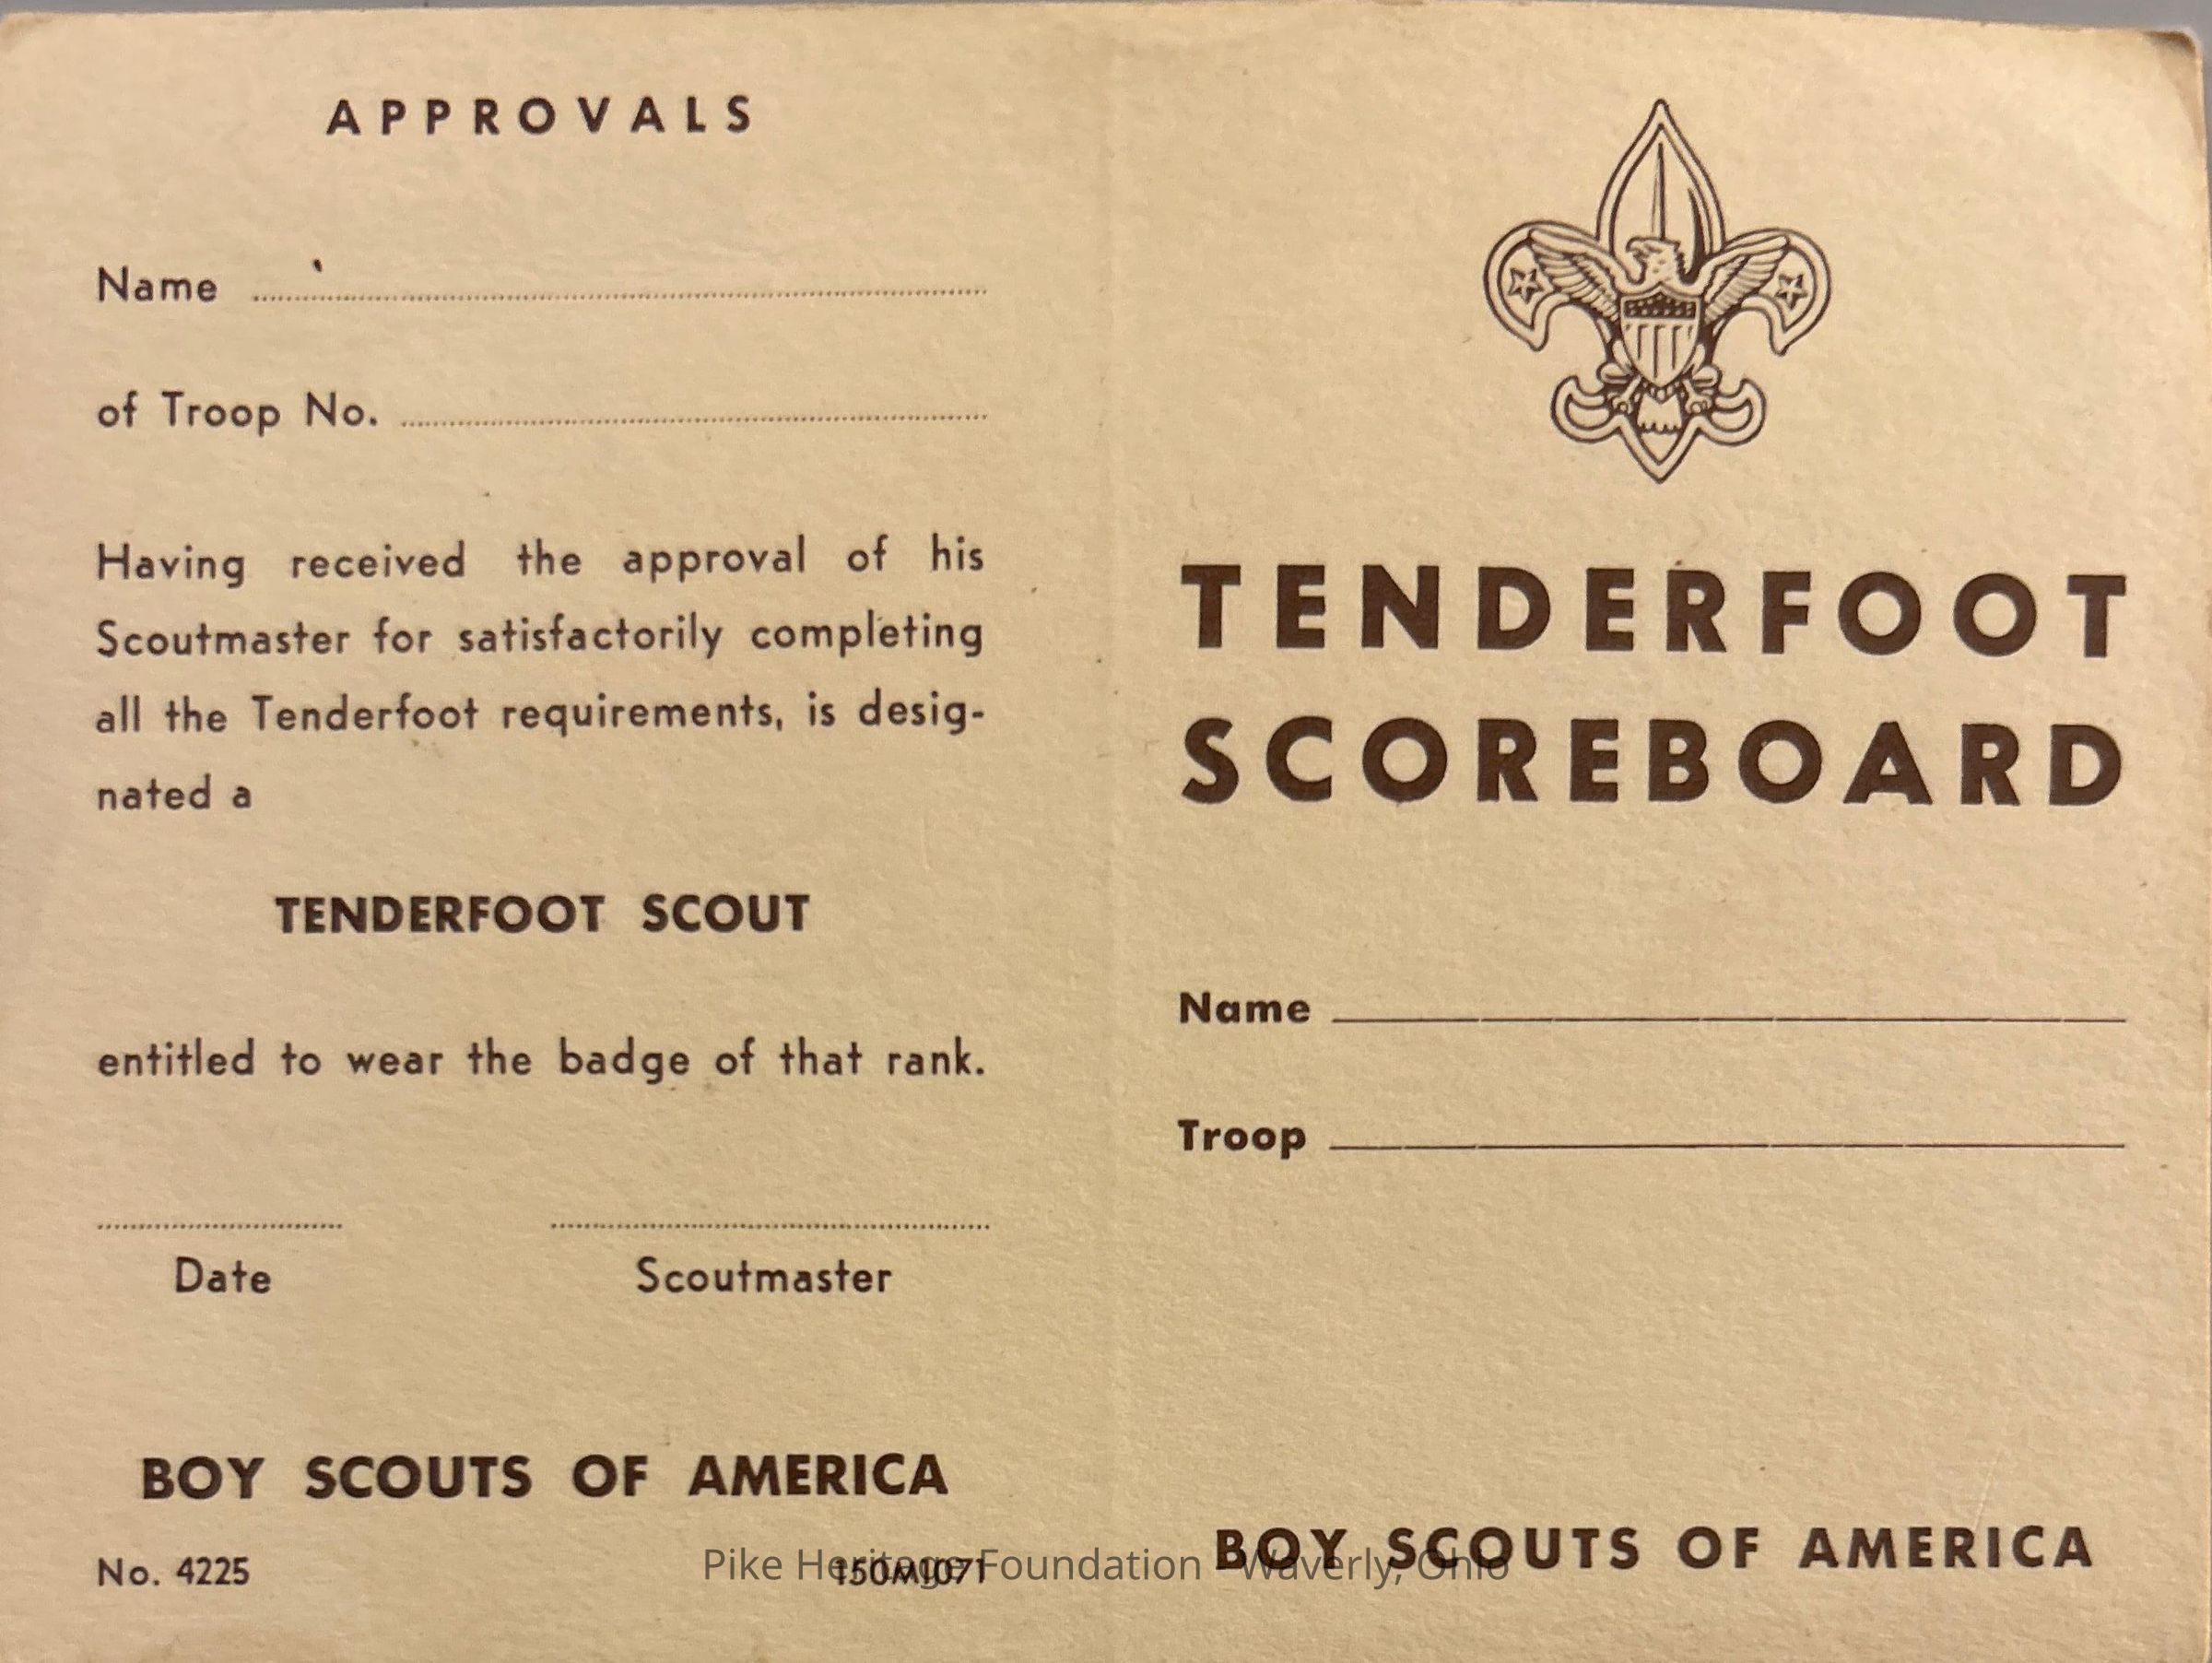 APPROVALS
Name
of Troop No.
Having received the approval of his
Scoutmaster for satisfactorily completing
all the Tenderfoot requirements, is desig-
nated a
TENDERFOOT SCOUT
entitled to wear the badge of that rank.
Date Scoutmaster
BOY SCOUTS OF AMERICA
No. 4225 150M1071
TENDERFOOT
SCOREBOARD
Name
Troop
BOY SCOUTS OF AMERICA
Pike Heritage Foundation - Waverly, Ohio